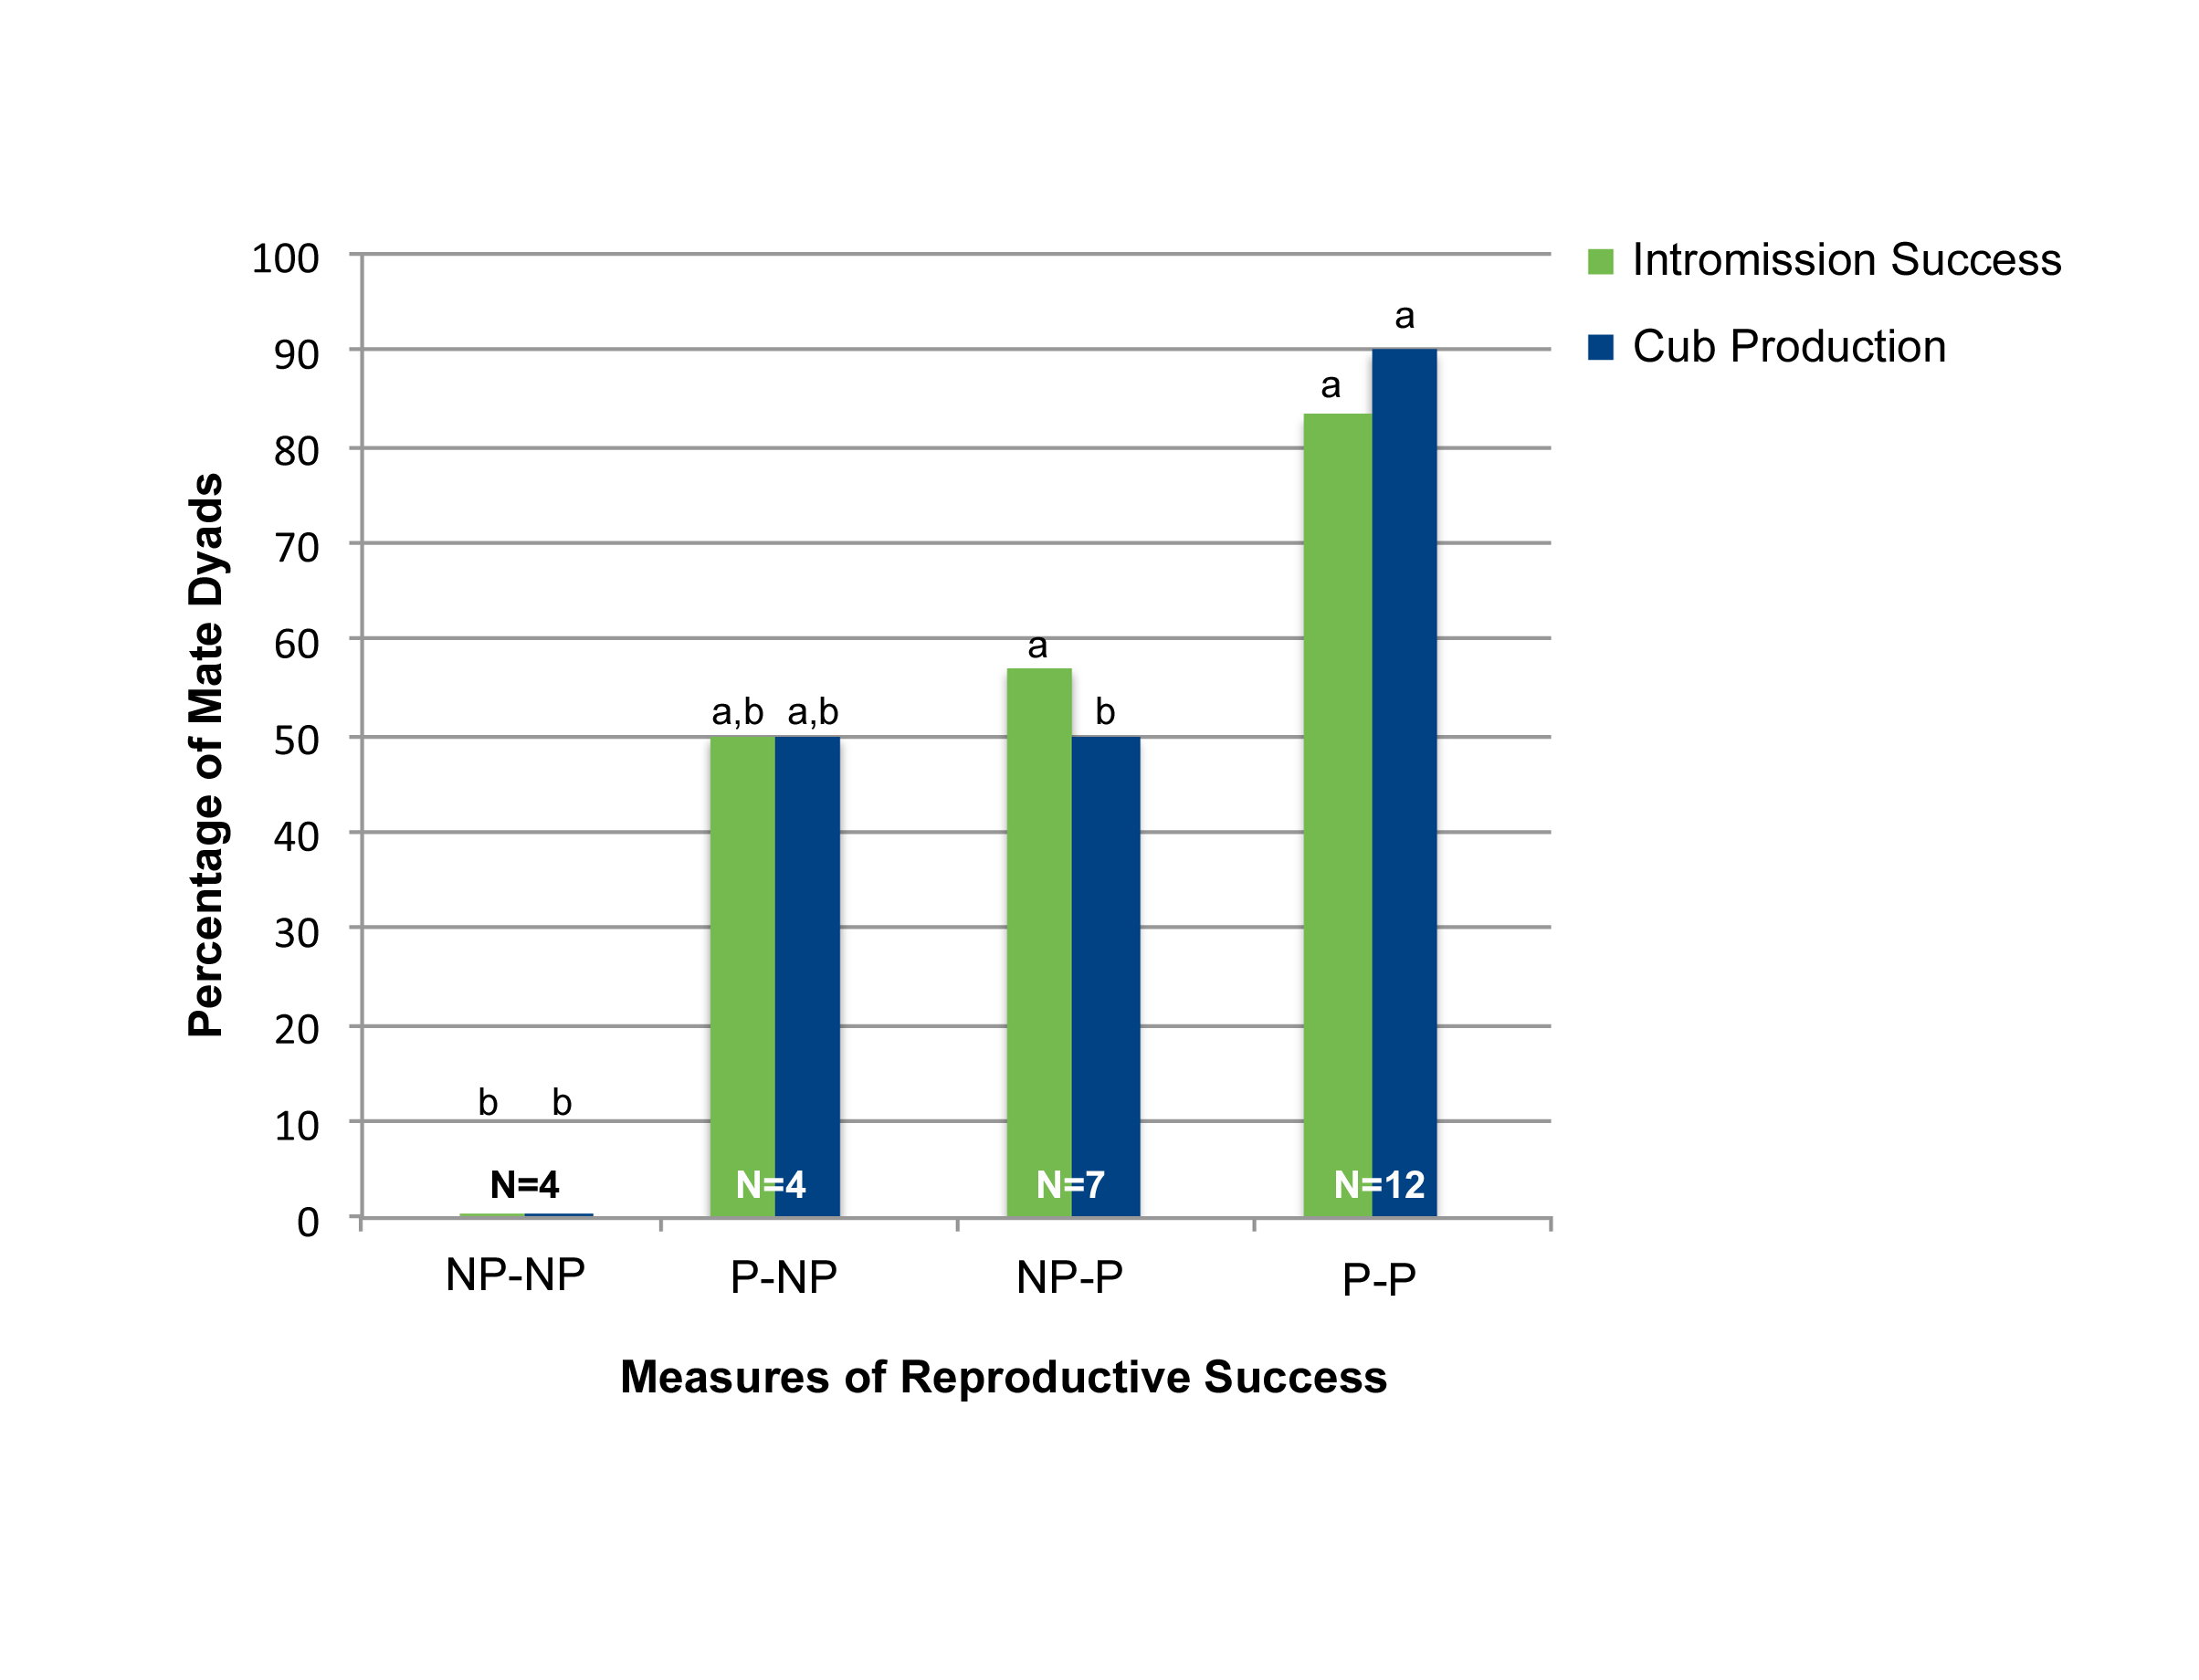 Intromission Success
Cub Production
Percentage of Mate Dyads
100
90
80
70
60
50
40
30
20
10
0
a
a
a
a,b a,b
b
b b
N=4 N=4 N=7 N=12
NP-NP P-NP NP-P P-P
Measures of Reproductive Success